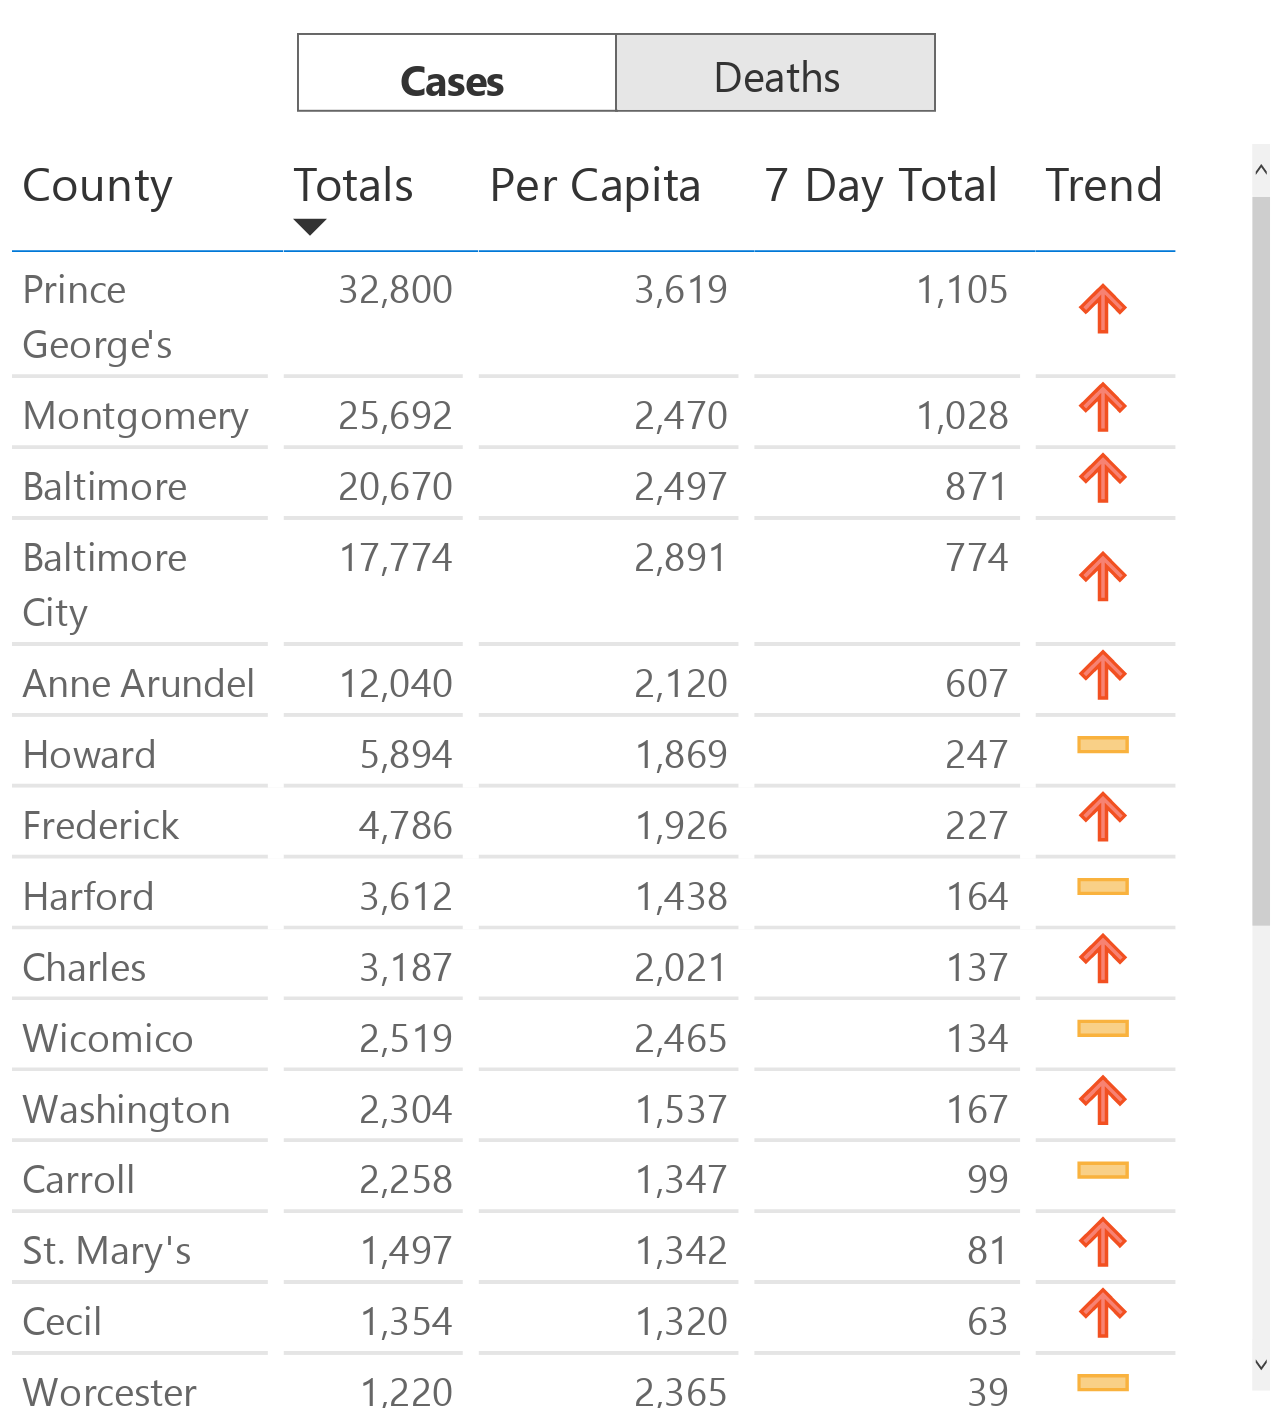 Cases Deaths
County Totals Per Capita 7 Day Total Trend
Prince 32,800 3,619 1,105
George's
Montgomery 25,692 2,470 1,028
Baltimore 20,670 2,497 871
Baltimore 17,774 2,891 774
City
Anne Arundel 12,040 2,120 607
Howard 5,894 1,869 247
Frederick 4,786 1,926 227
Harford 3,612 1,438 164
Charles 3,187 2,021 137
Wicomico 2,519 2,465 134
Washington 2,304 1,537 167
Carroll 2,258 1,347 99
St. Mary's 1,497 1,342 81
Cecil 1,354 1,320 63
Worcester 1,220 2,365 39